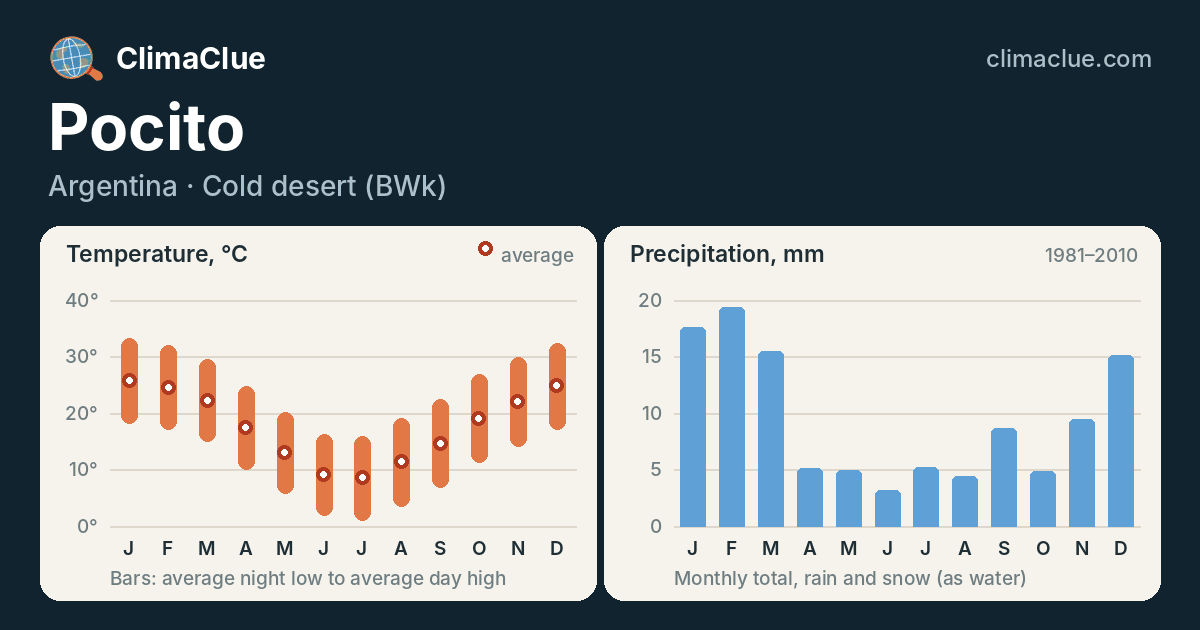 ClimaClue
climaclue.com
Pocito
Argentina · Cold desert (BWk)
Temperature, °C
average
40°
30°
20°
10°
0°
J F M A M J J A S O N D
Bars: average night low to average day high
Precipitation, mm
1981–2010
20
15
10
5
0
J F M A M J J A S O N D
Monthly total, rain and snow (as water)